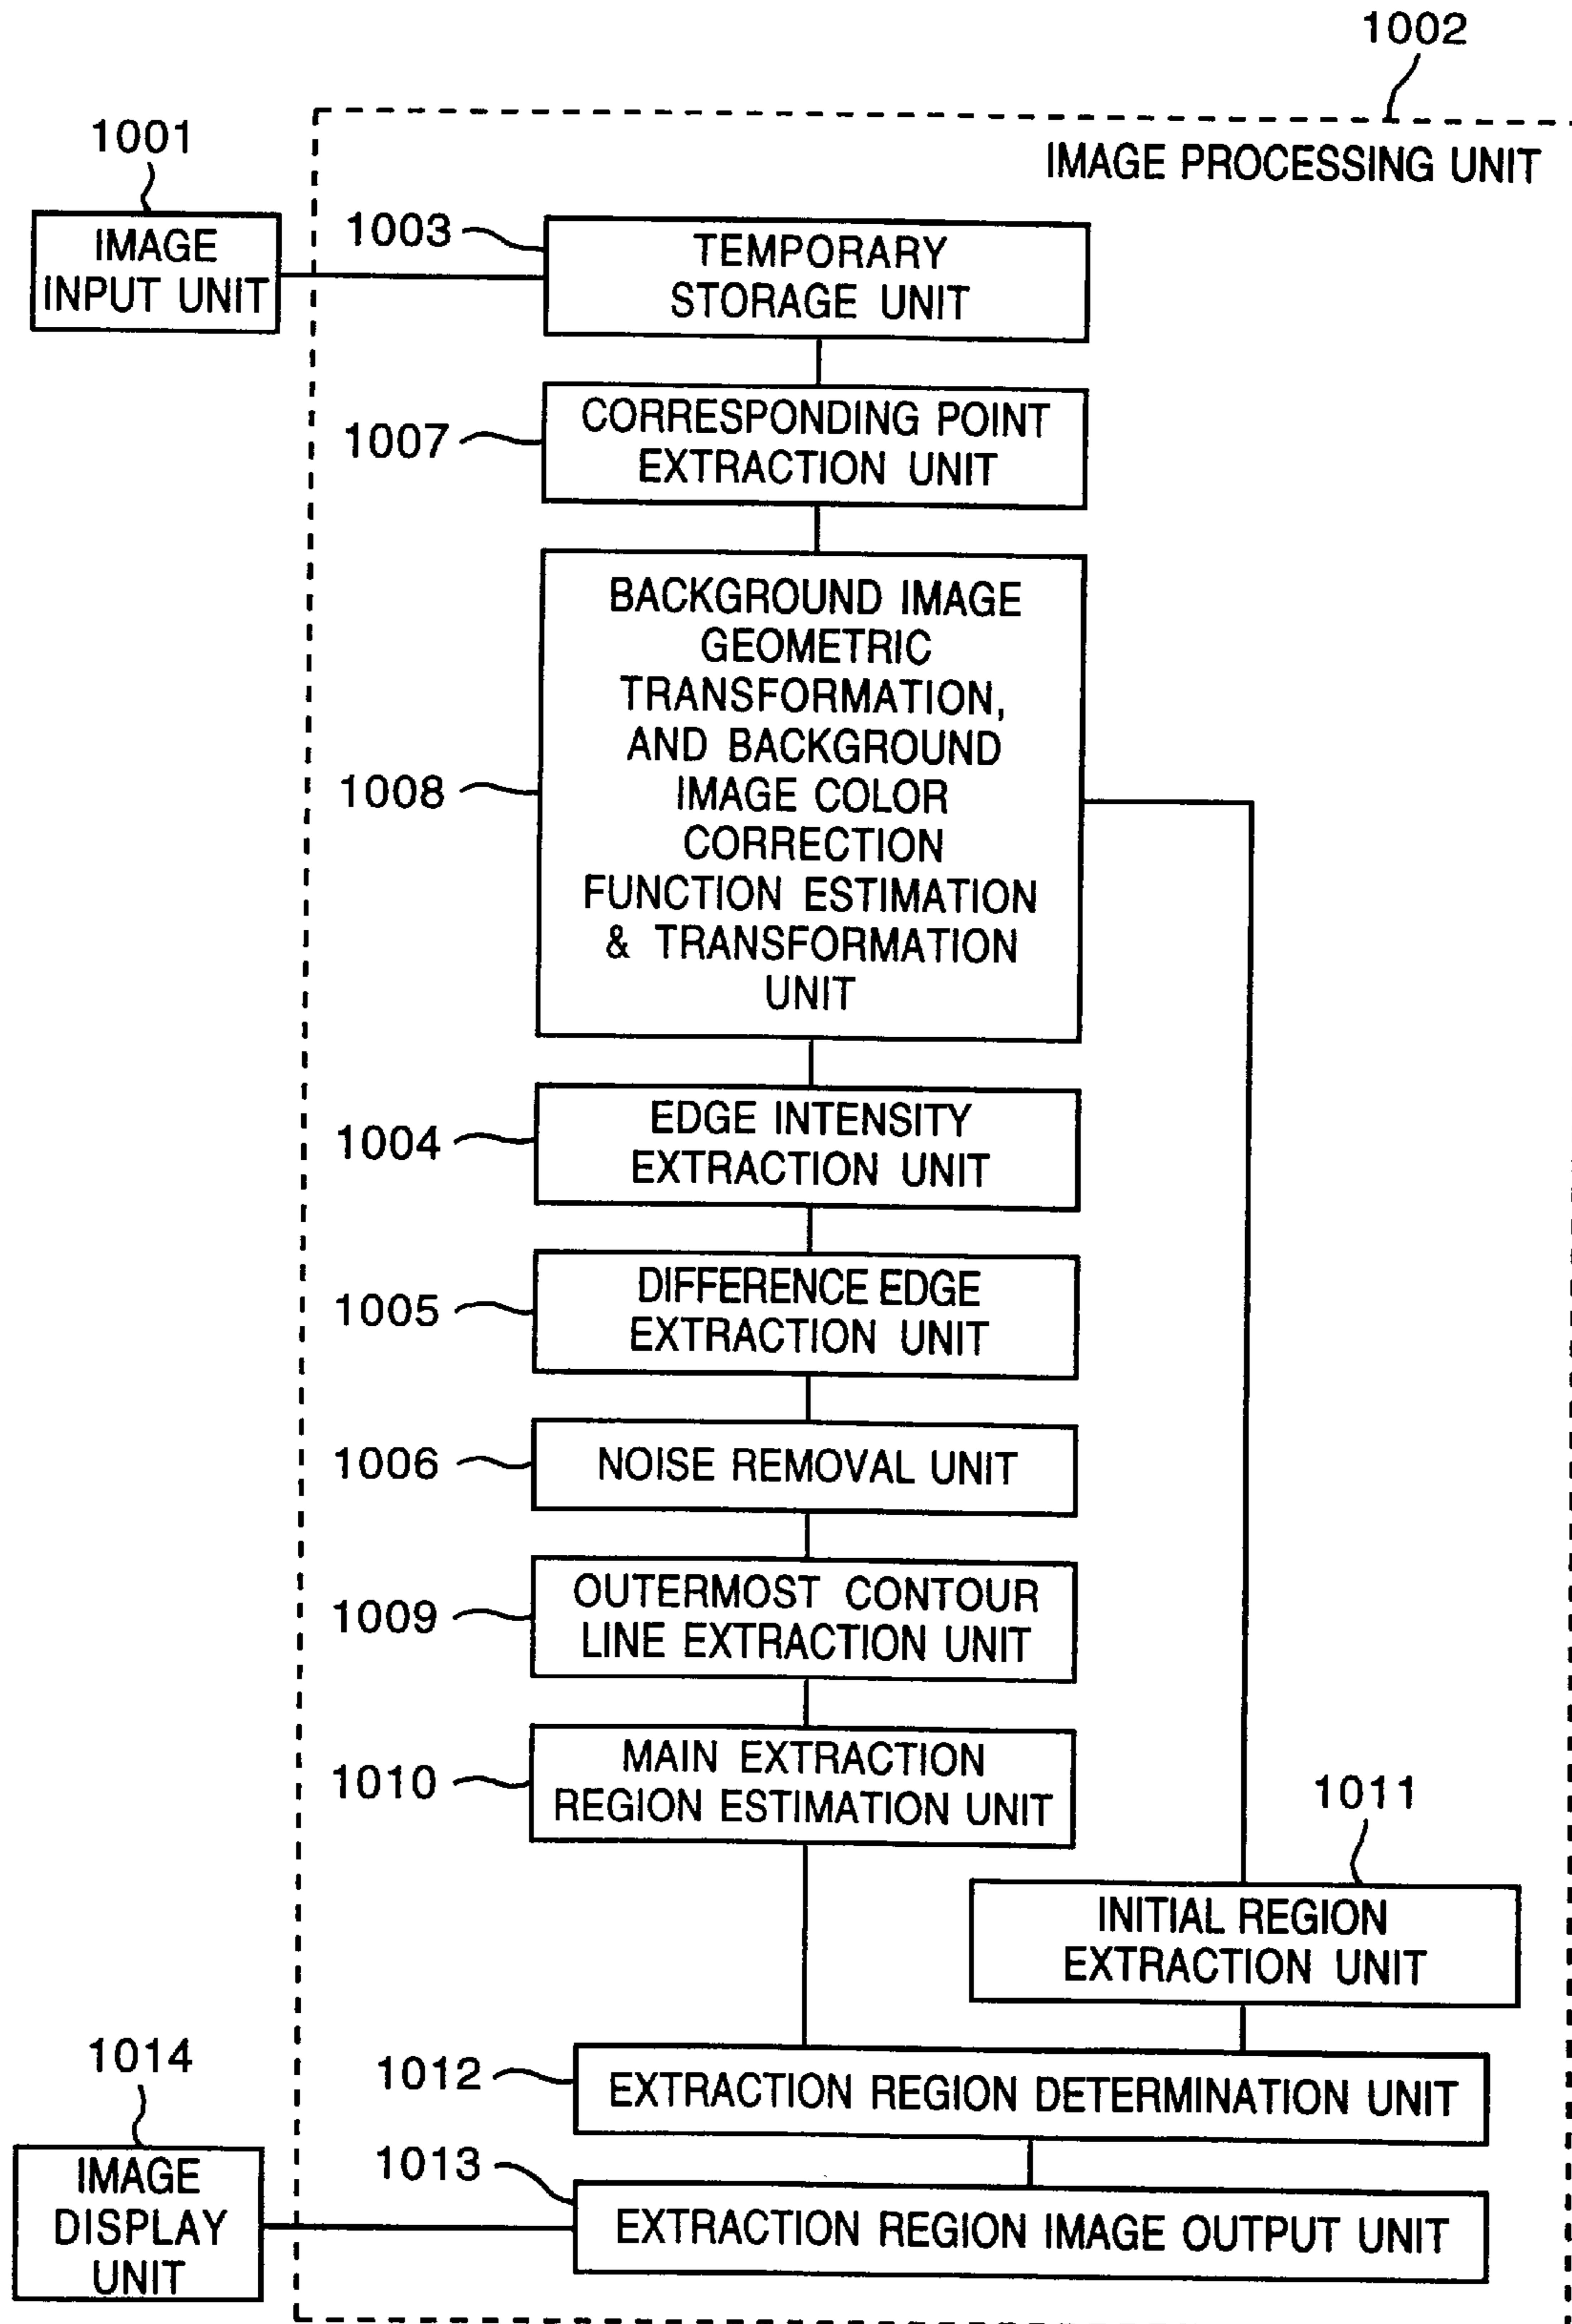 1002
1001
IMAGE PROCESSING UNIT
IMAGE
INPUT UNIT
1003
TEMPORARY
STORAGE UNIT
1007
CORRESPONDING POINT
EXTRACTION UNIT
1008
BACKGROUND IMAGE
GEOMETRIC
TRANSFORMATION,
AND BACKGROUND
IMAGE COLOR
CORRECTION
FUNCTION ESTIMATION
& TRANSFORMATION
UNIT
1004
EDGE INTENSITY
EXTRACTION UNIT
1005
DIFFERENCE EDGE
EXTRACTION UNIT
1006
NOISE REMOVAL UNIT
1009
OUTERMOST CONTOUR
LINE EXTRACTION UNIT
1010
MAIN EXTRACTION
REGION ESTIMATION UNIT
1011
INITIAL REGION
EXTRACTION UNIT
1012
EXTRACTION REGION DETERMINATION UNIT
1014
IMAGE
DISPLAY
UNIT
1013
EXTRACTION REGION IMAGE OUTPUT UNIT